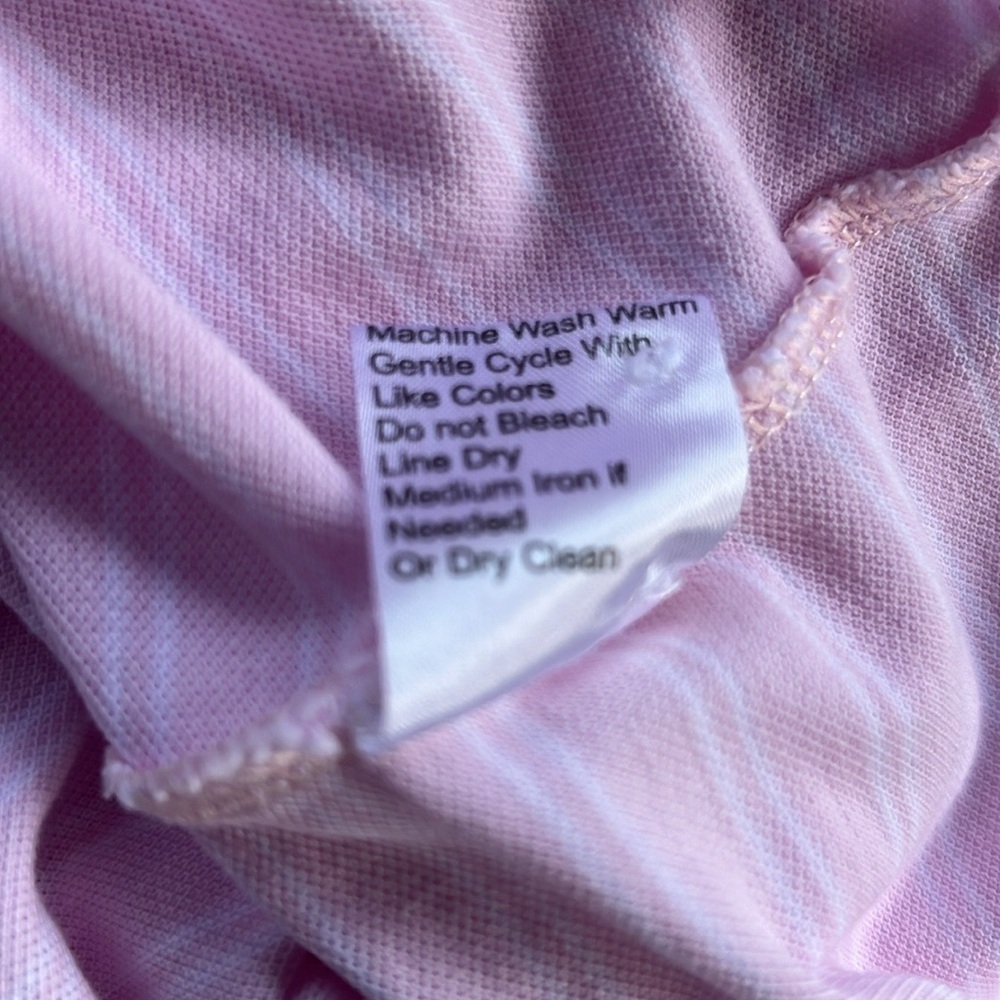 Machine Wash Warm
Gentle Cycle With
Like Colors
Do not Bleach
Line Dry
Medium Iron if
Needed
Or Dry Clean